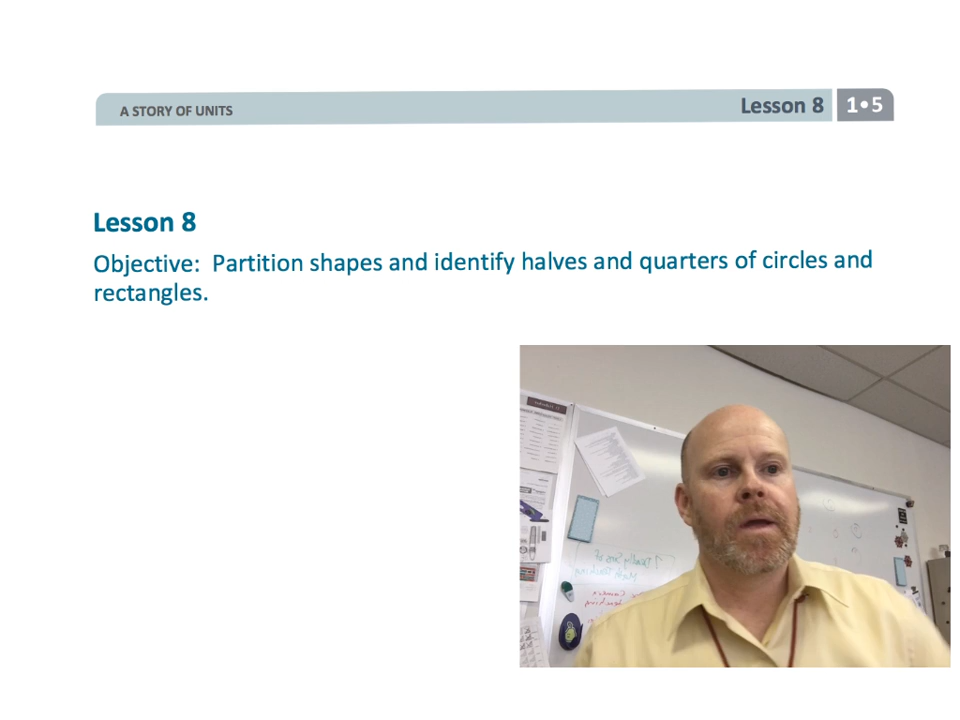 A STORY OF UNITS
Lesson 8
1•5
Lesson 8
Objective: Partition shapes and identify halves and quarters of circles and
rectangles.